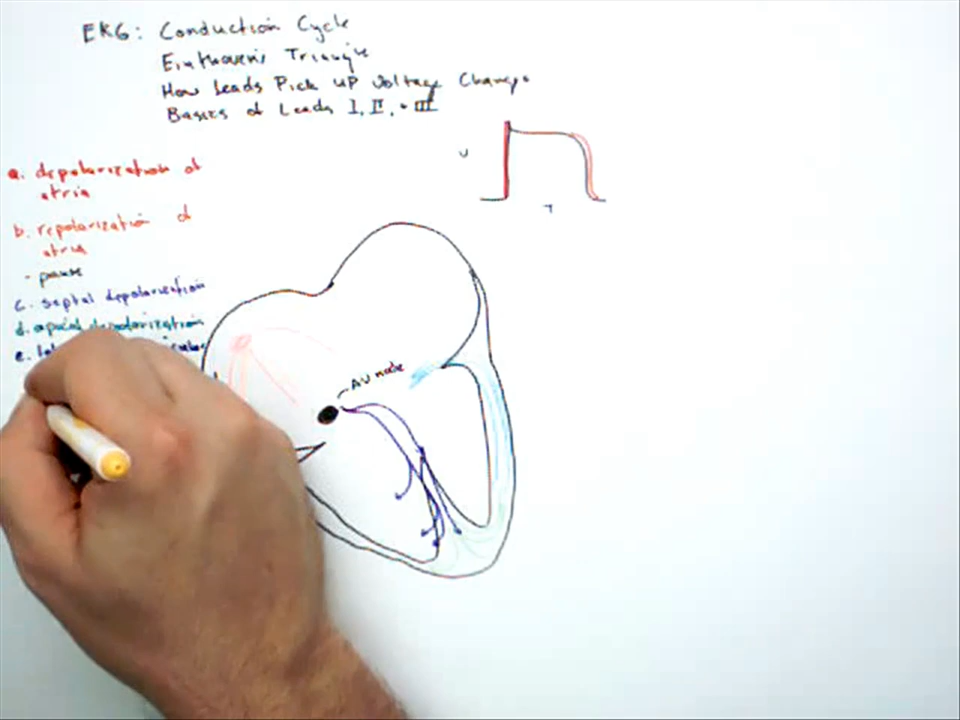 EKG: Conduction Cycle
Einthoven's Triangle
How Leads Pick up Voltage Changes
Basics of Leads I, II, + III
a. depolarization of
atria
b. repolarization of
atria
- pause
c. septal depolarization
d. apical depolarization
e.
AV node
V
T